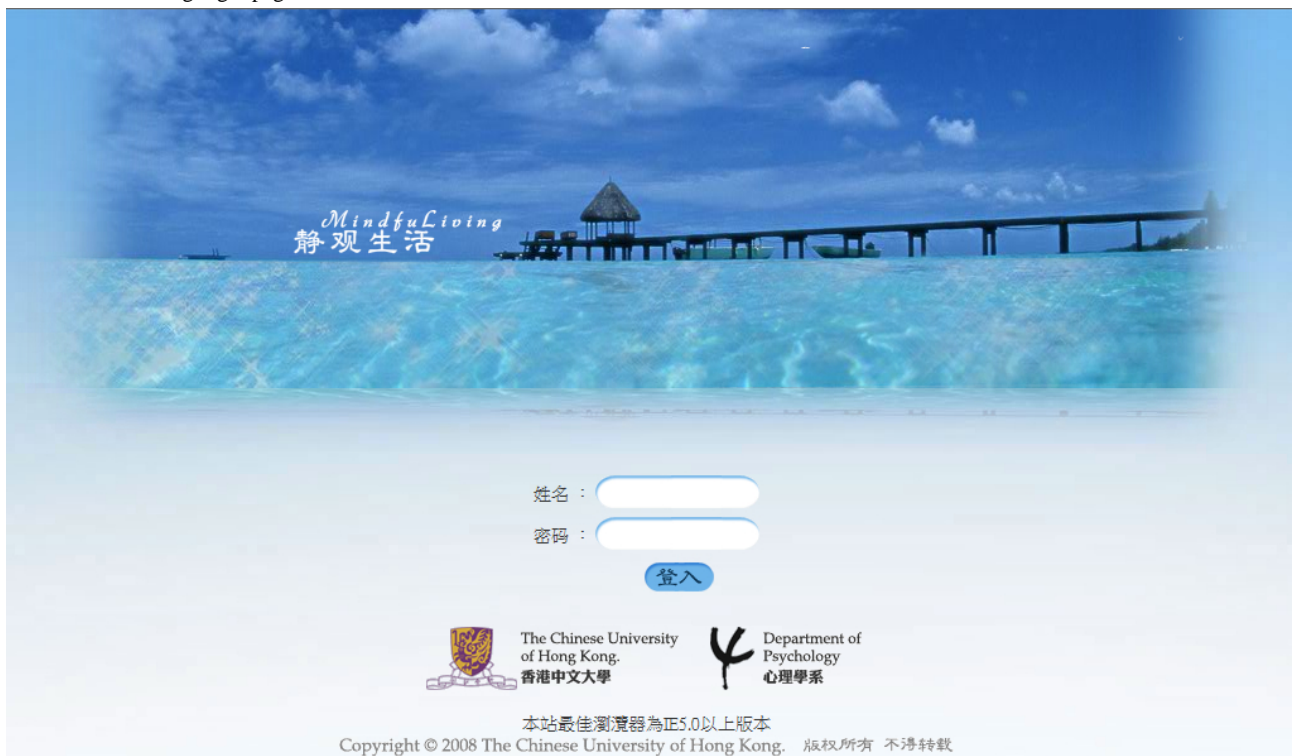 MindfuLiving
静观生活
姓名 :
密码 :
登入
The Chinese University
of Hong Kong.
香港中文大學
Department of
Psychology
心理學系
本站最佳瀏灠器為IE5.0以上版本
Copyright © 2008 The Chinese University of Hong Kong. 版权所有 不得转载